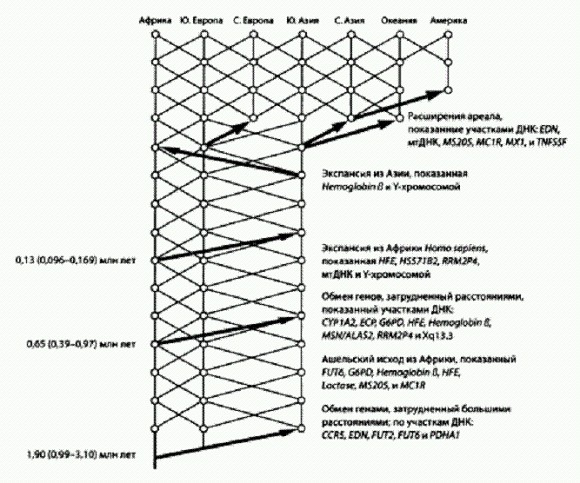 Африка Ю. Европа С. Европа Ю. Азия С. Азия Океания Америка
Расширения ареала,
показанные участками ДНК: EDN,
мтДНК, MS205, MC1R, MX1, и TNFSSF
Экспансия из Азии, показанная
Hemoglobin ß и Y-хромосомой
0,13 (0,096–0,169) млн лет
Экспансия из Африки Homo sapiens,
показанная HFE, HS571B2, RRM2P4,
мтДНК и Y-хромосомой
Обмен генов, затрудненный расстояниями,
показанный участками ДНК:
CYP1A2, ECP, G6PD, HFE, Hemoglobin ß,
MSN/ALAS2, RRM2P4 и Xq13.3
0,65 (0,39–0,97) млн лет
Ашельский исход из Африки, показанный
FUT6, G6PD, Hemoglobin ß, HFE,
Lactose, MS205, и MC1R
Обмен генами, затрудненный большими
расстояниями; по участкам ДНК:
CCR5, EDN, FUT2, FUT6 и PDHA1
1,90 (0,99–3,10) млн лет